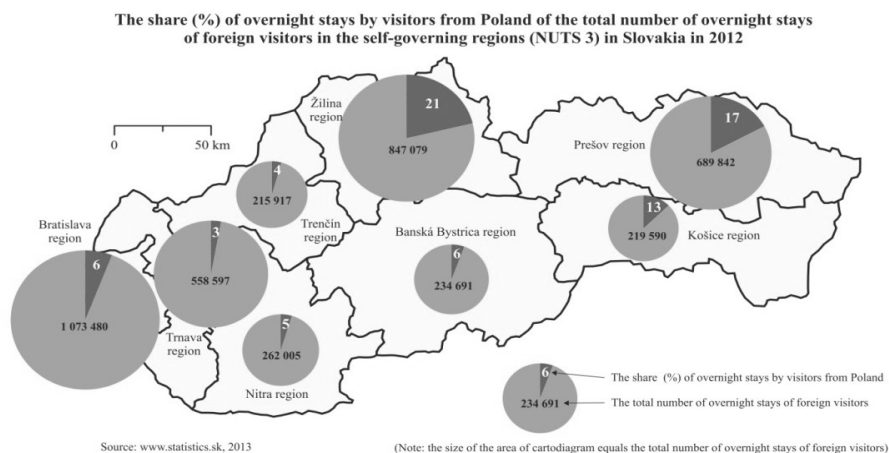 The share (%) of overnight stays by visitors from Poland of the total number of overnight stays
of foreign visitors in the self-governing regions (NUTS 3) in Slovakia in 2012
0 50 km
Žilina
region
21
847 079
Prešov region
17
689 842
4
215 917
Trenčín
region
Bratislava
region
6
1 073 480
3
558 597
Trnava
region
Banská Bystrica region
6
234 691
13
219 590
Košice region
5
262 005
Nitra region
6
234 691
The share (%) of overnight stays by visitors from Poland
The total number of overnight stays of foreign visitors
Source: www.statistics.sk, 2013
(Note: the size of the area of cartodiagram equals the total number of overnight stays of foreign visitors)